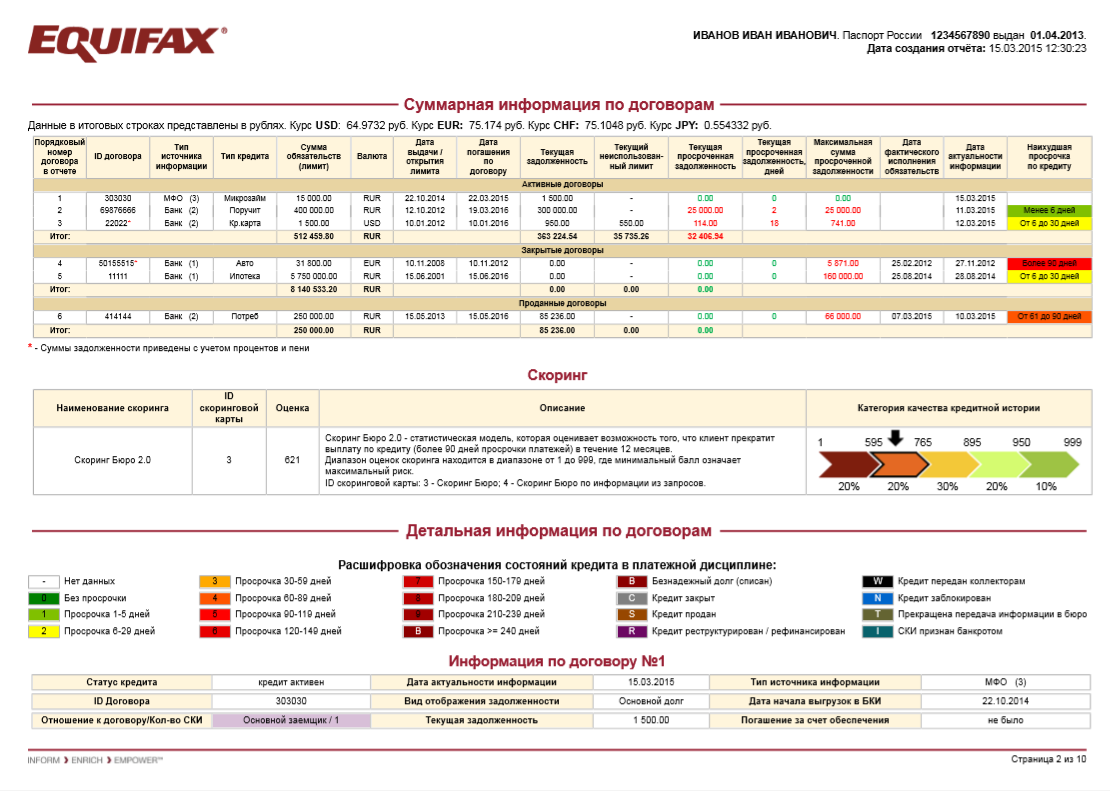 EQUIFAX®
ИВАНОВ ИВАН ИВАНОВИЧ. Паспорт России 1234567890 выдан 01.04.2013.
Дата создания отчёта: 15.03.2015 12:30:23
Суммарная информация по договорам
Данные в итоговых строках представлены в рублях. Курс USD: 64.9732 руб. Курс EUR: 75.174 руб. Курс CHF: 75.1048 руб. Курс JPY: 0.554332 руб.
Порядковый номер договора в отчете | ID договора | Тип источника информации | Тип кредита | Сумма обязательств (лимит) | Валюта | Дата выдачи / открытия лимита | Дата погашения по договору | Текущая задолженность | Текущий неиспользован-ный лимит | Текущая просроченная задолженность | Текущая просроченная задолженность, дней | Максимальная сумма просроченной задолженности | Дата фактического исполнения обязательств | Дата актуальности информации | Наихудшая просрочка по кредиту
Активные договоры
1 303030 МФО (3) Микрозайм 15 000.00 RUR 22.10.2014 22.03.2015 1 500.00 - 0.00 0 0.00 15.03.2015
2 69876666 Банк (2) Поручит 400 000.00 RUR 12.10.2012 19.03.2016 300 000.00 - 25 000.00 2 25 000.00 11.03.2015 Менее 6 дней
3 22022* Банк (2) Кр.карта 1 500.00 USD 10.01.2012 10.01.2016 950.00 550.00 114.00 18 741.00 12.03.2015 От 6 до 30 дней
Итог: 512 459.80 RUR 363 224.54 35 735.26 32 406.94
Закрытые договоры
4 50155515* Банк (1) Авто 31 800.00 EUR 10.11.2008 10.11.2012 0.00 - 0.00 0 5 871.00 25.02.2012 27.11.2012 Более 90 дней
5 11111 Банк (1) Ипотека 5 750 000.00 RUR 15.06.2001 15.06.2016 0.00 - 0.00 0 160 000.00 25.08.2014 28.08.2014 От 6 до 30 дней
Итог: 8 140 533.20 RUR 0.00 0.00 0.00
Проданные договоры
6 414144 Банк (2) Потреб 250 000.00 RUR 15.05.2013 15.05.2016 85 236.00 - 0.00 0 66 000.00 07.03.2015 10.03.2015 От 61 до 90 дней
Итог: 250 000.00 RUR 85 236.00 0.00 0.00
* - Суммы задолженности приведены с учетом процентов и пени
Скоринг
Наименование скоринга | ID скоринговой карты | Оценка | Описание | Категория качества кредитной истории
Скоринг Бюро 2.0 3 621
Скоринг Бюро 2.0 - статистическая модель, которая оценивает возможность того, что клиент прекратит
выплату по кредиту (более 90 дней просрочки платежей) в течение 12 месяцев.
Диапазон оценок скоринга находится в диапазоне от 1 до 999, где минимальный балл означает
максимальный риск.
ID скоринговой карты: 3 - Скоринг Бюро; 4 - Скоринг Бюро по информации из запросов.
1 595 765 895 950 999
20% 20% 30% 20% 10%
Детальная информация по договорам
Расшифровка обозначения состояний кредита в платежной дисциплине:
- Нет данных 3 Просрочка 30-59 дней 7 Просрочка 150-179 дней B Безнадежный долг (списан) W Кредит передан коллекторам
0 Без просрочки 4 Просрочка 60-89 дней 8 Просрочка 180-209 дней C Кредит закрыт N Кредит заблокирован
1 Просрочка 1-5 дней 5 Просрочка 90-119 дней 9 Просрочка 210-239 дней S Кредит продан T Прекращена передача информации в бюро
2 Просрочка 6-29 дней 6 Просрочка 120-149 дней B Просрочка >= 240 дней R Кредит реструктурирован / рефинансирован I СКИ признан банкротом
Информация по договору №1
Статус кредита кредит активен Дата актуальности информации 15.03.2015 Тип источника информации МФО (3)
ID Договора 303030 Вид отображения задолженности Основной долг Дата начала выгрузок в БКИ 22.10.2014
Отношение к договору/Кол-во СКИ Основной заемщик / 1 Текущая задолженность 1 500.00 Погашение за счет обеспечения не было
INFORM ❯ ENRICH ❯ EMPOWER™
Страница 2 из 10